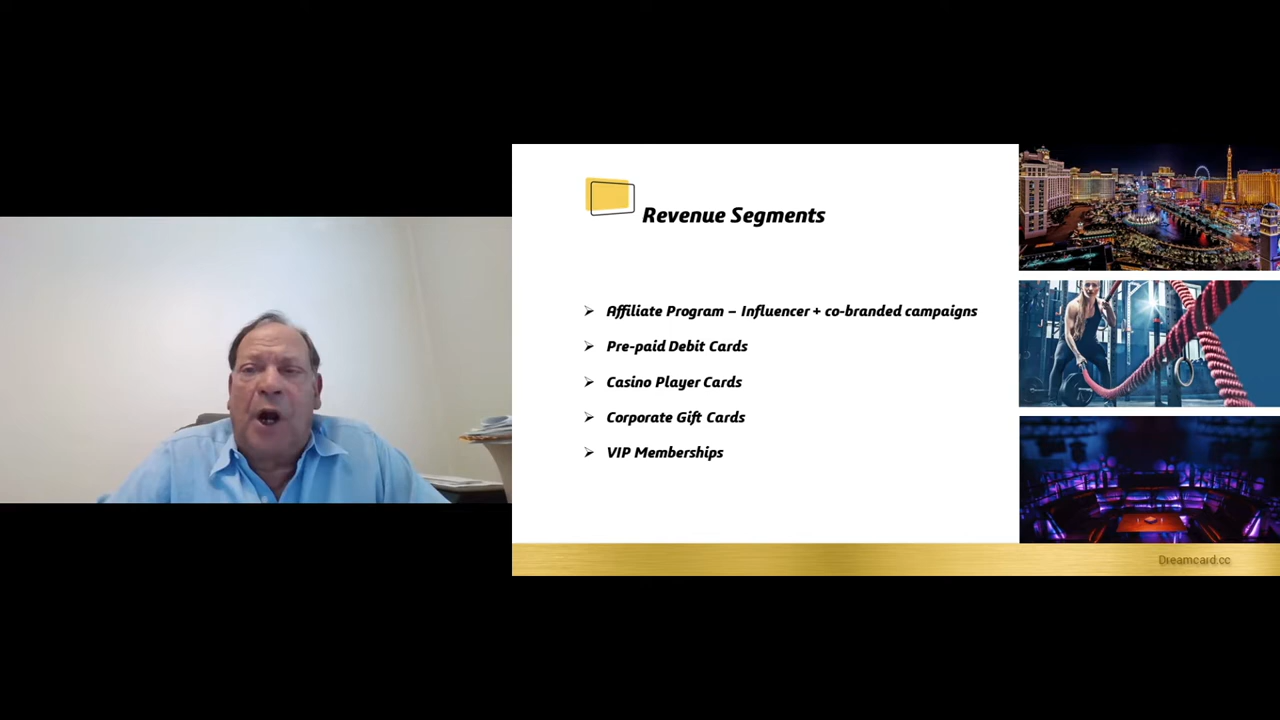 Revenue Segments
Affiliate Program – Influencer + co-branded campaigns
Pre-paid Debit Cards
Casino Player Cards
Corporate Gift Cards
VIP Memberships
Dreamcard.cc